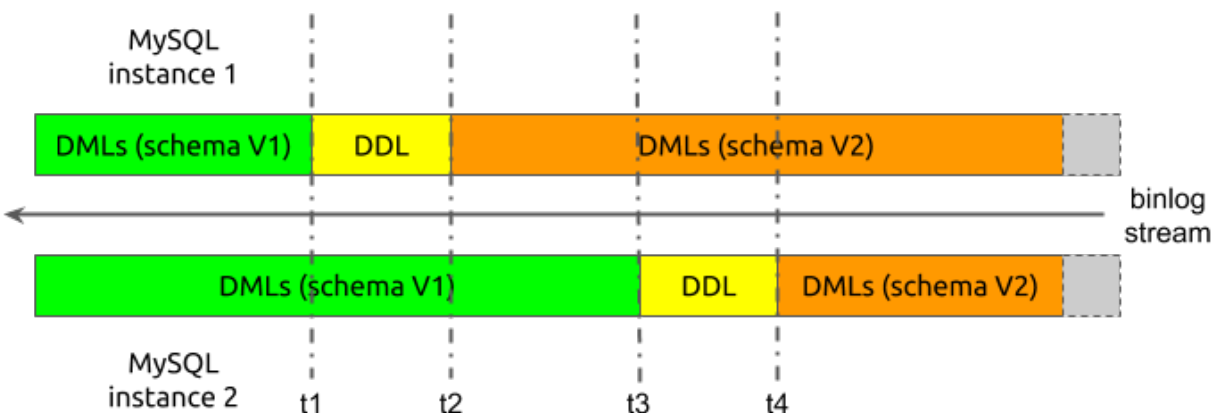 MySQL
instance 1
DMLs (schema V1)
DDL
DMLs (schema V2)
binlog
stream
DMLs (schema V1)
DDL
DMLs (schema V2)
MySQL
instance 2
t1
t2
t3
t4